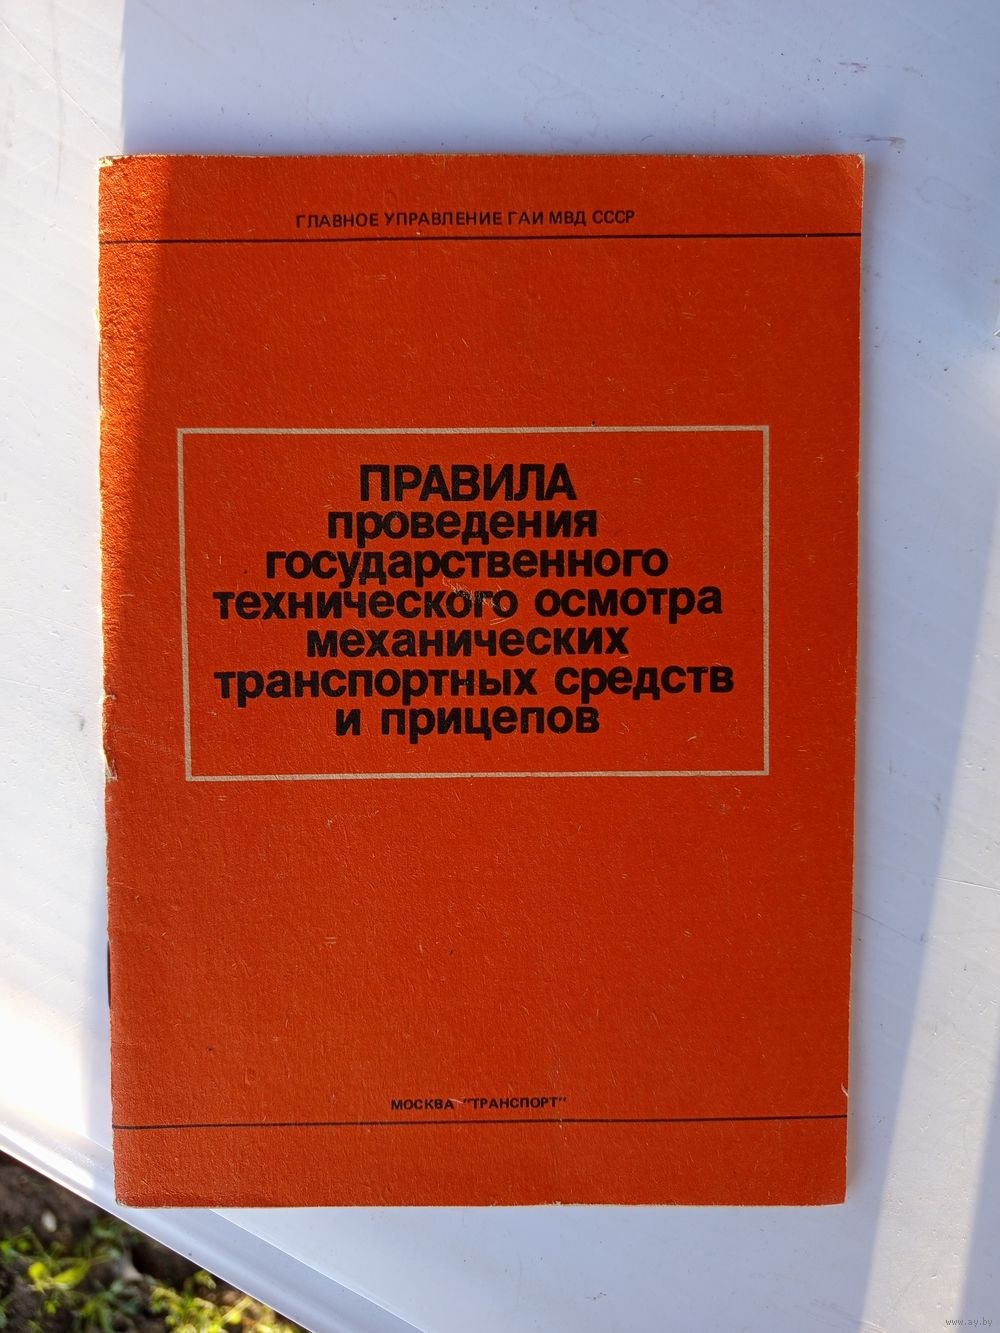 ГЛАВНОЕ УПРАВЛЕНИЕ ГАИ МВД СССР
ПРАВИЛА
проведения
государственного
технического осмотра
механических
транспортных средств
и прицепов
МОСКВА "ТРАНСПОРТ"
www.ay.by